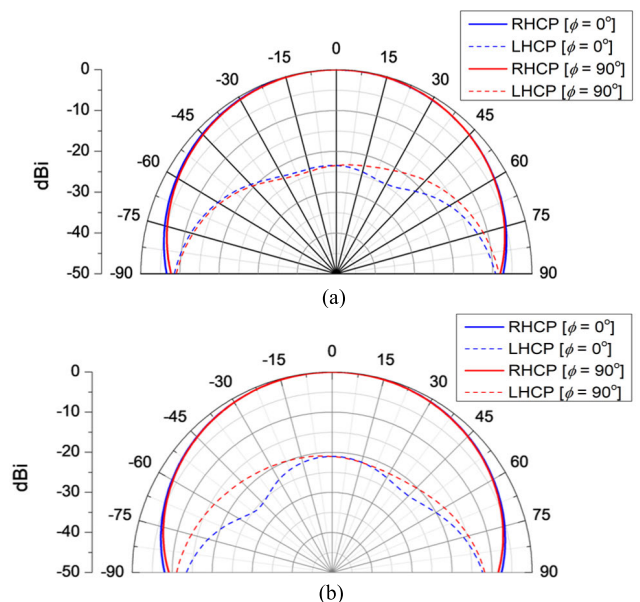 RHCP [ϕ = 0°]
LHCP [ϕ = 0°]
RHCP [ϕ = 90°]
LHCP [ϕ = 90°]
0
-15 15
-30 30
-45 45
-60 60
-75 75
-90 90
0
-10
-20
-30
-40
-50
dBi
(a)
RHCP [ϕ = 0°]
LHCP [ϕ = 0°]
RHCP [ϕ = 90°]
LHCP [ϕ = 90°]
0
-15 15
-30 30
-45 45
-60 60
-75 75
-90 90
0
-10
-20
-30
-40
-50
dBi
(b)